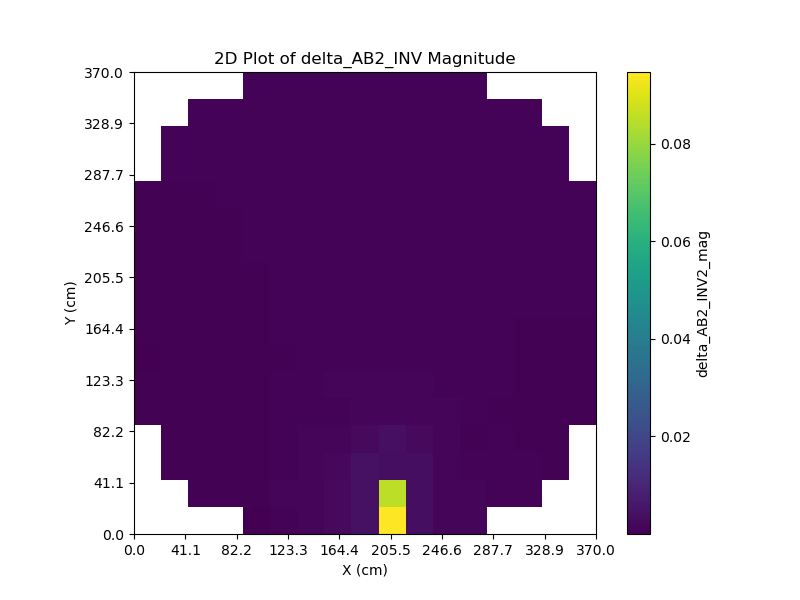 2D Plot of delta_AB2_INV Magnitude
370.0
328.9
287.7
246.6
205.5
164.4
123.3
82.2
41.1
0.0
Y (cm)
0.0 41.1 82.2 123.3 164.4 205.5 246.6 287.7 328.9 370.0
X (cm)
0.08
0.06
0.04
0.02
delta_AB2_INV2_mag